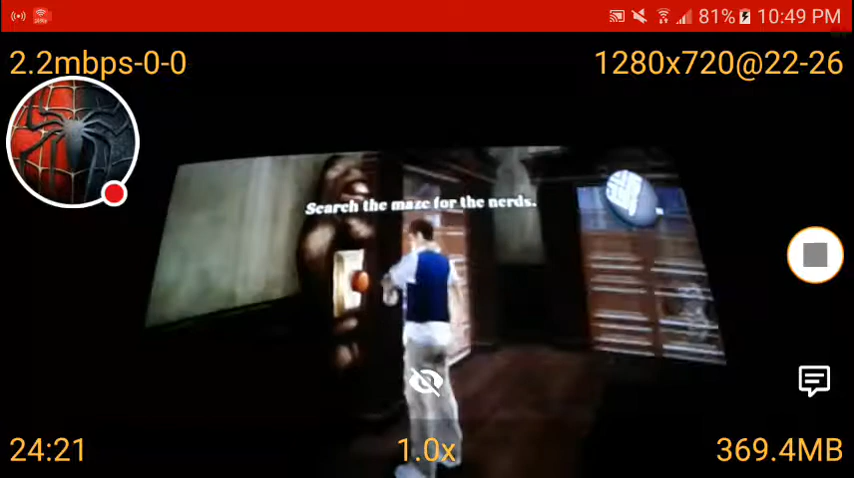 81% 10:49 PM
2.2mbps-0-0
1280x720@22-26
Search the maze for the nerds.
24:21
1.0x
369.4MB